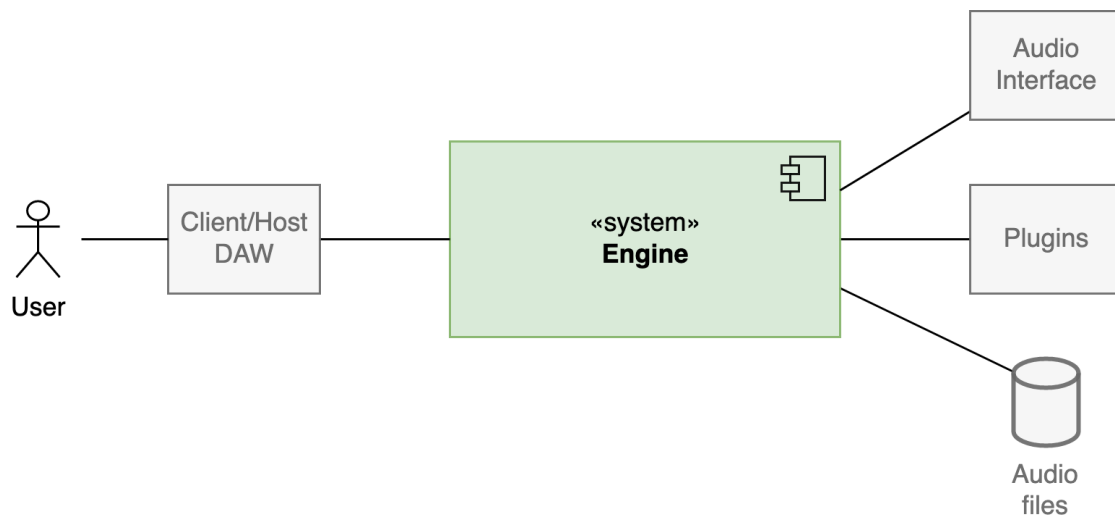 User
Client/Host
DAW
«system»
Engine
Audio
Interface
Plugins
Audio
files